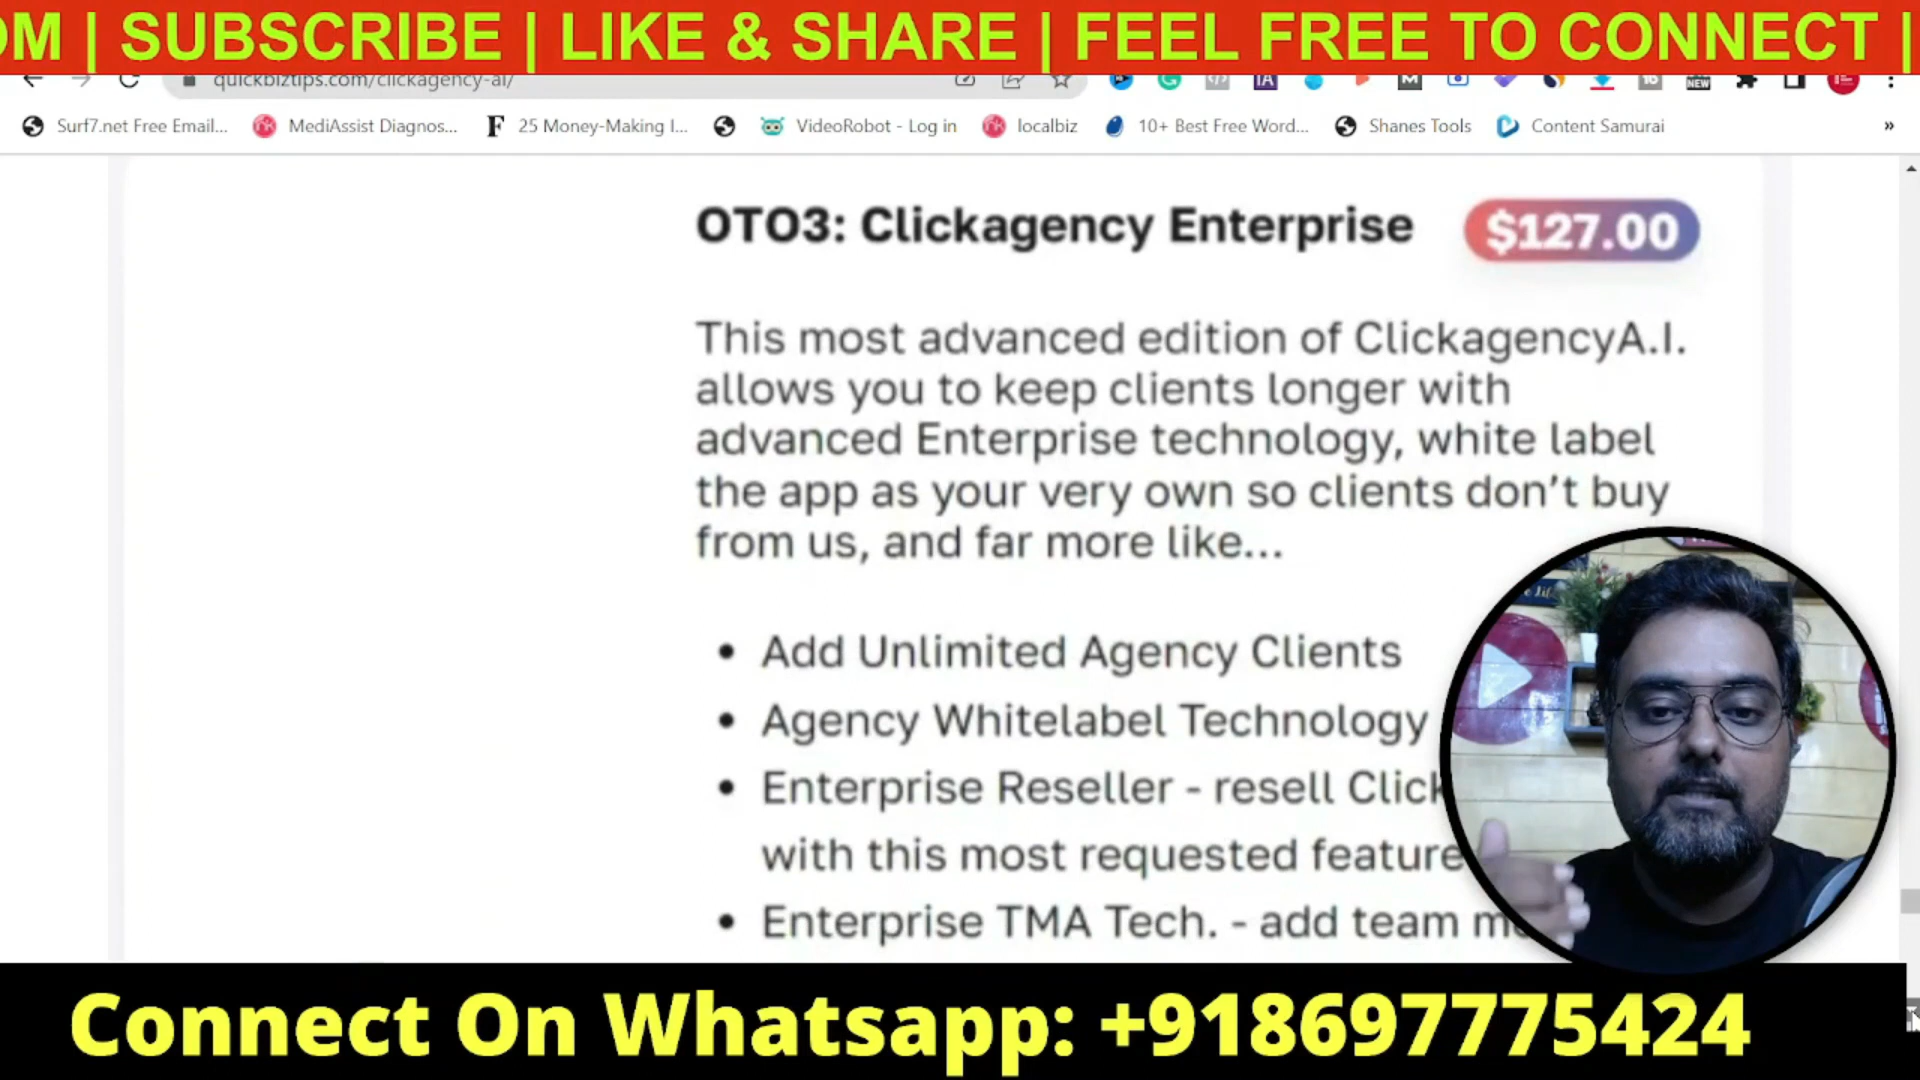 OM | SUBSCRIBE | LIKE & SHARE | FEEL FREE TO CONNECT |
quickbiztips.com/clickagency-ai/
Surf7.net Free Email... MediAssist Diagnos... 25 Money-Making I... VideoRobot - Log in localbiz 10+ Best Free Word... Shanes Tools Content Samurai »
OTO3: Clickagency Enterprise $127.00
This most advanced edition of ClickagencyA.I.
allows you to keep clients longer with
advanced Enterprise technology, white label
the app as your very own so clients don’t buy
from us, and far more like...
• Add Unlimited Agency Clients
• Agency Whitelabel Technology
• Enterprise Reseller - resell Click
with this most requested feature
• Enterprise TMA Tech. - add team m
Connect On Whatsapp: +918697775424